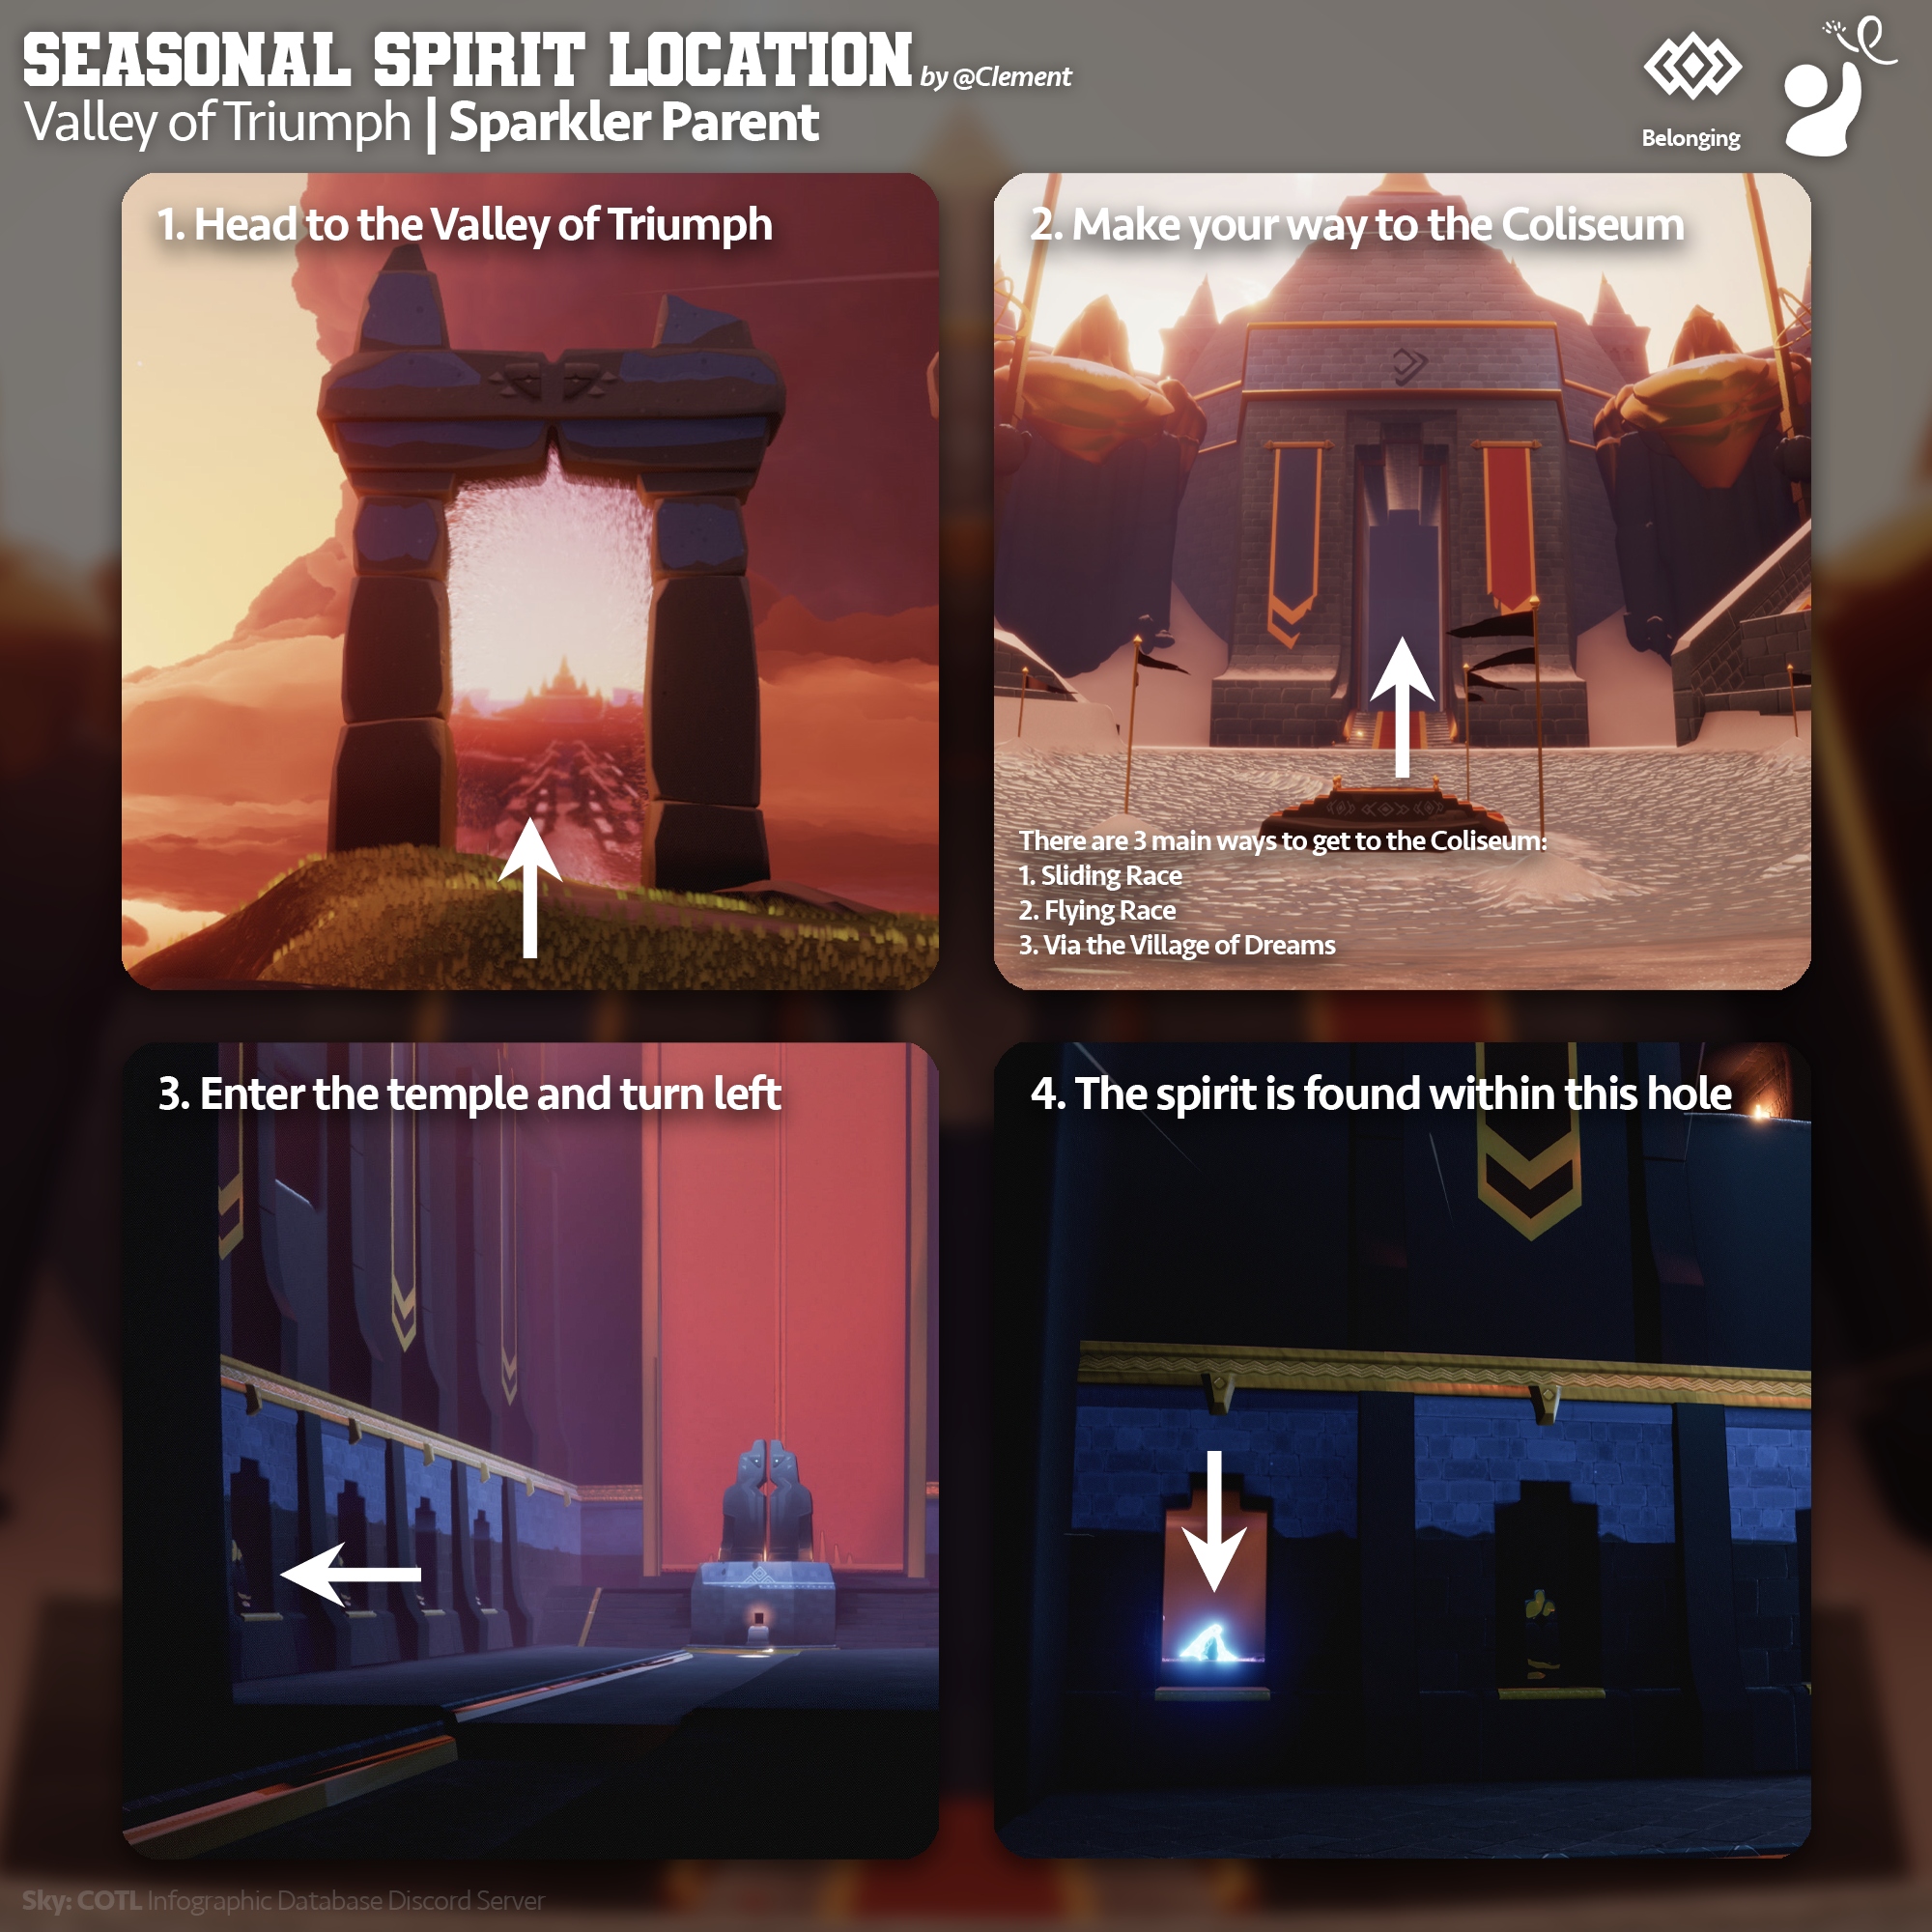 SEASONAL SPIRIT LOCATION by @Clement
Valley of Triumph | Sparkler Parent
Belonging
1. Head to the Valley of Triumph
2. Make your way to the Coliseum
There are 3 main ways to get to the Coliseum:
1. Sliding Race
2. Flying Race
3. Via the Village of Dreams
3. Enter the temple and turn left
4. The spirit is found within this hole
Sky: COTL Infographic Database Discord Server